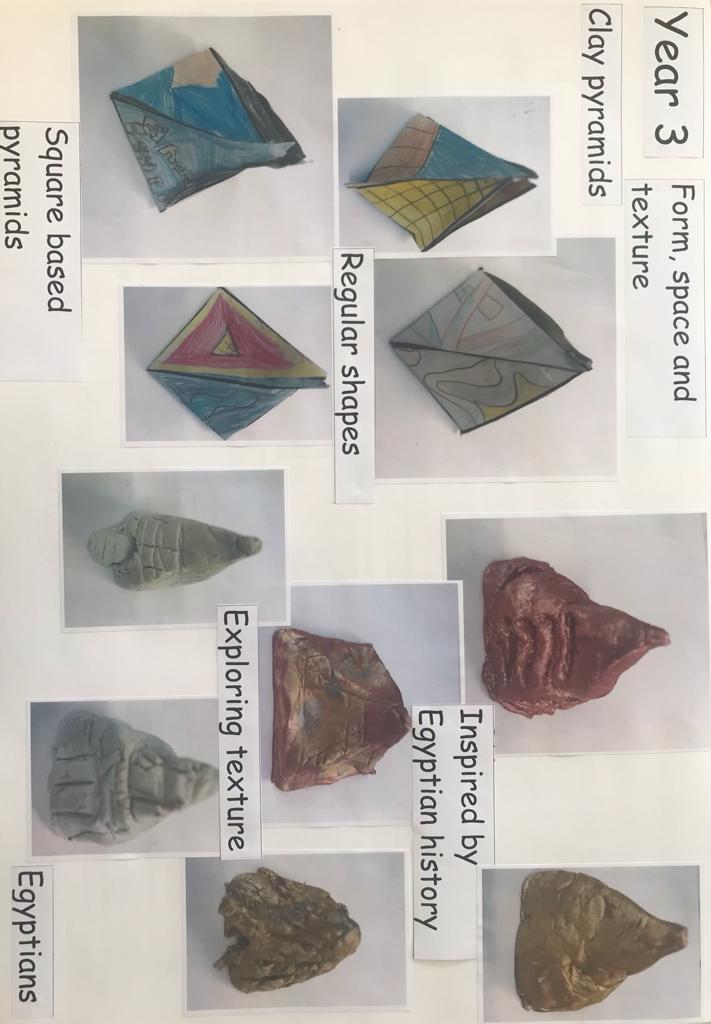 Year 3
Form, space and
texture
Clay pyramids
Inspired by
Egyptian history
Regular shapes
Exploring texture
Square based
pyramids
Egyptians